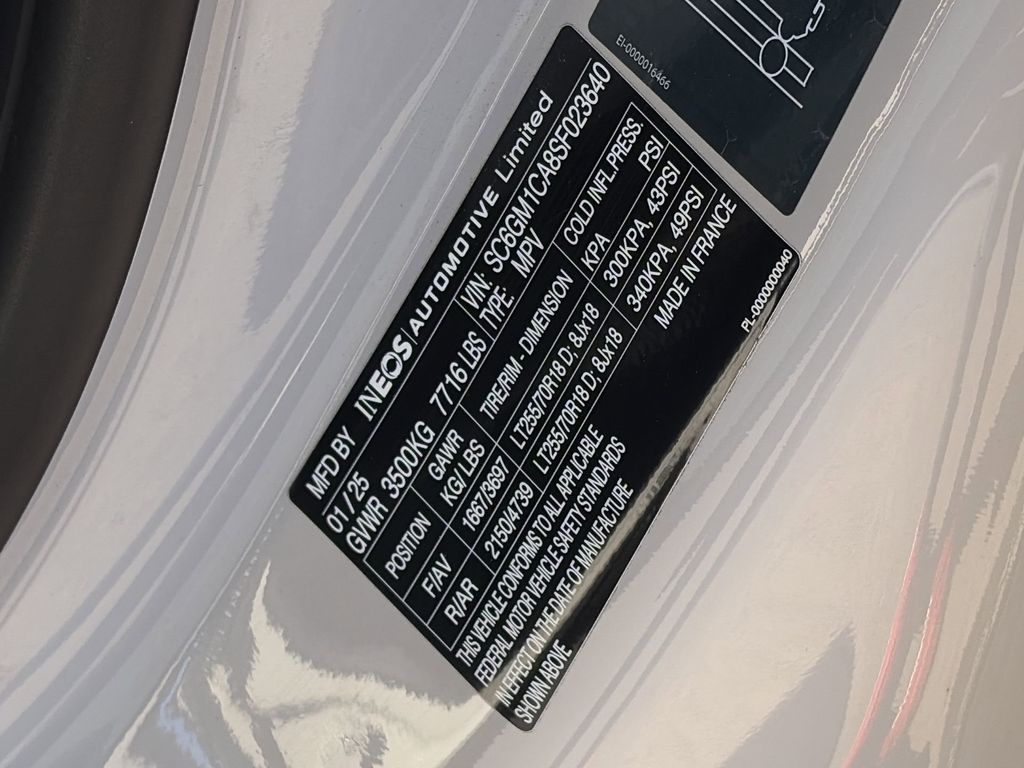 EI-0000016466
MFD BY INEOS AUTOMOTIVE Limited
01/25 VIN: SC6GM1CA8SF023640
GVWR 3500KG 7716 LBS TYPE: MPV
POSITION GAWR KG/LBS TIRE/RIM - DIMENSION COLD INFL. PRESS KPA PSI
F/AV 1667/3697 LT255/70R18 D; 8Jx18 300KPA, 43PSI
R/AR 2150/4739 LT255/70R18 D; 8Jx18 340KPA, 49PSI
THIS VEHICLE CONFORMS TO ALL APPLICABLE MADE IN FRANCE
FEDERAL MOTOR VEHICLE SAFETY STANDARDS
IN EFFECT ON THE DATE OF MANUFACTURE
SHOWN ABOVE
PL-0000000040